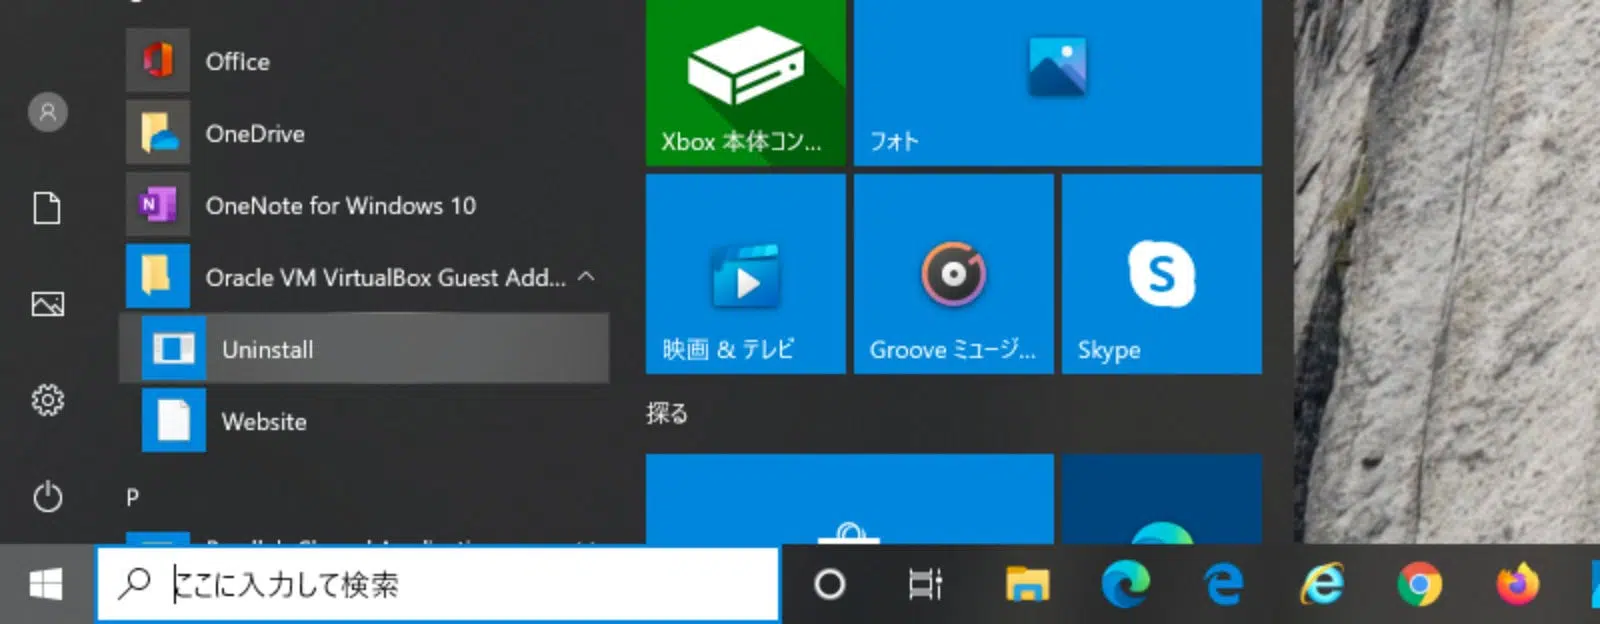 Office
OneDrive
OneNote for Windows 10
Oracle VM VirtualBox Guest Add...
Uninstall
Website
P
Xbox 本体コン...
フォト
映画 & テレビ
Groove ミュージ...
Skype
探る
ここに入力して検索